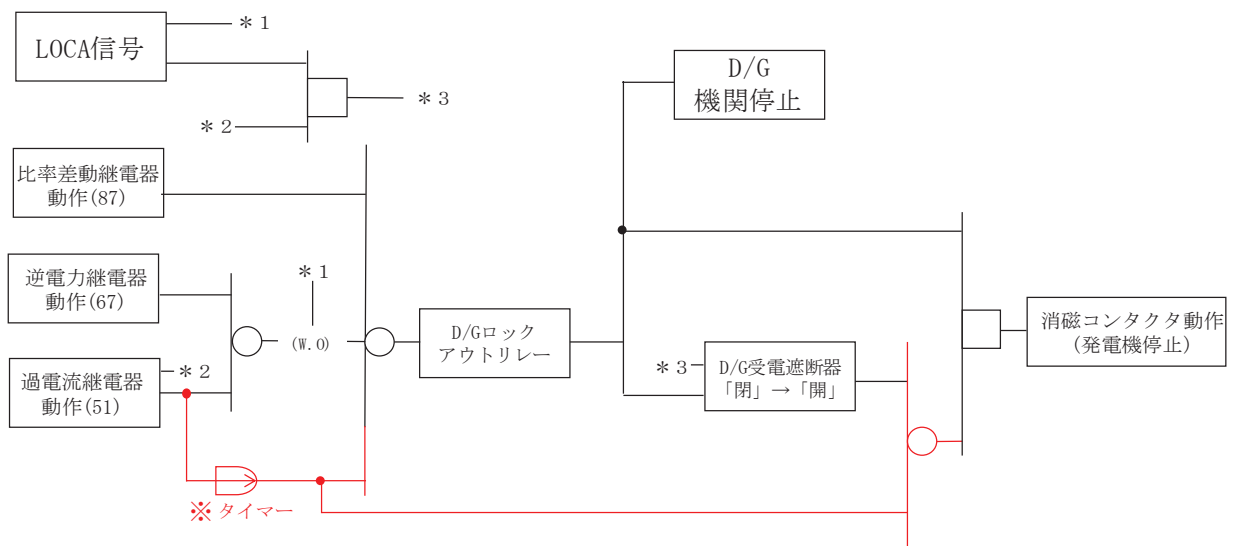 LOCA信号
＊１
＊３
＊２
D/G
機関停止
比率差動継電器
動作(87)
逆電力継電器
動作(67)
＊１
(W.O)
D/Gロック
アウトリレー
過電流継電器
動作(51)
＊２
＊３
D/G受電遮断器
「閉」→「開」
消磁コンタクタ動作
(発電機停止)
※タイマー